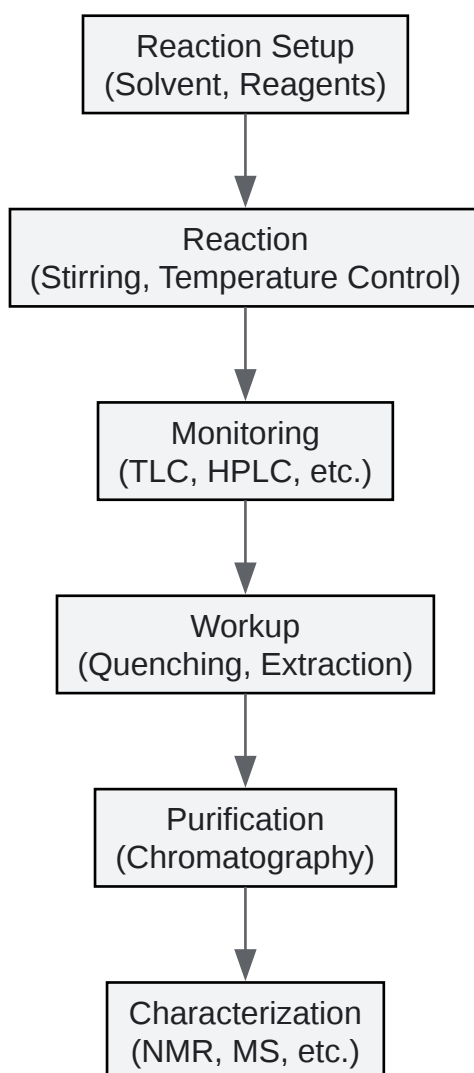 Reaction Setup
(Solvent, Reagents)
Reaction
(Stirring, Temperature Control)
Monitoring
(TLC, HPLC, etc.)
Workup
(Quenching, Extraction)
Purification
(Chromatography)
Characterization
(NMR, MS, etc.)